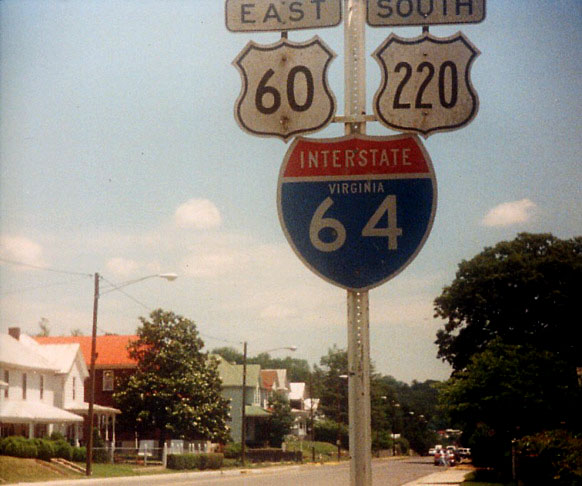 EAST SOUTH
60 220
INTERSTATE
VIRGINIA
64